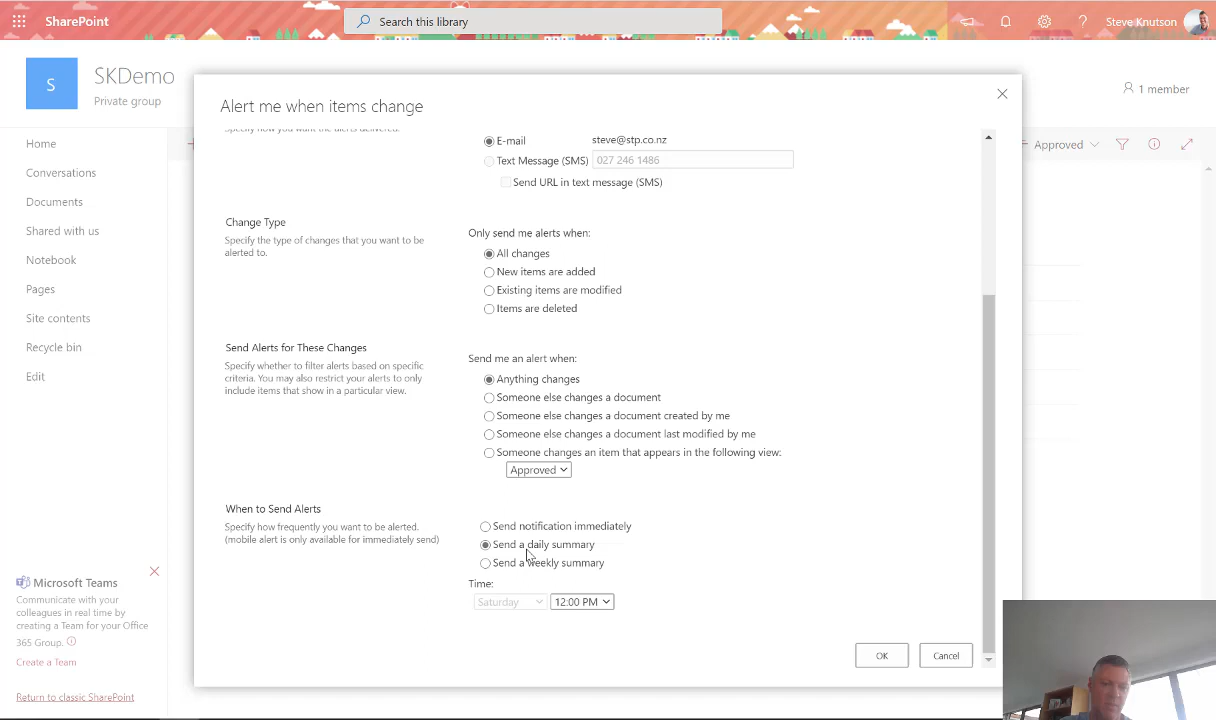 SharePoint
Search this library
Steve Knutson
S
SKDemo
Private group
1 member
Home
Conversations
Documents
Shared with us
Notebook
Pages
Site contents
Recycle bin
Edit
Approved
Alert me when items change
Specify how you want the alerts delivered.
E-mail
steve@stp.co.nz
Text Message (SMS)
027 246 1486
Send URL in text message (SMS)
Change Type
Specify the type of changes that you want to be
alerted to.
Only send me alerts when:
All changes
New items are added
Existing items are modified
Items are deleted
Send Alerts for These Changes
Specify whether to filter alerts based on specific
criteria. You may also restrict your alerts to only
include items that show in a particular view.
Send me an alert when:
Anything changes
Someone else changes a document
Someone else changes a document created by me
Someone else changes a document last modified by me
Someone changes an item that appears in the following view:
Approved
When to Send Alerts
Specify how frequently you want to be alerted.
(mobile alert is only available for immediately send)
Send notification immediately
Send a daily summary
Send a weekly summary
Time:
Saturday
12:00 PM
OK
Cancel
Microsoft Teams
Communicate with your
colleagues in real time by
creating a Team for your Office
365 Group.
Create a Team
Return to classic SharePoint